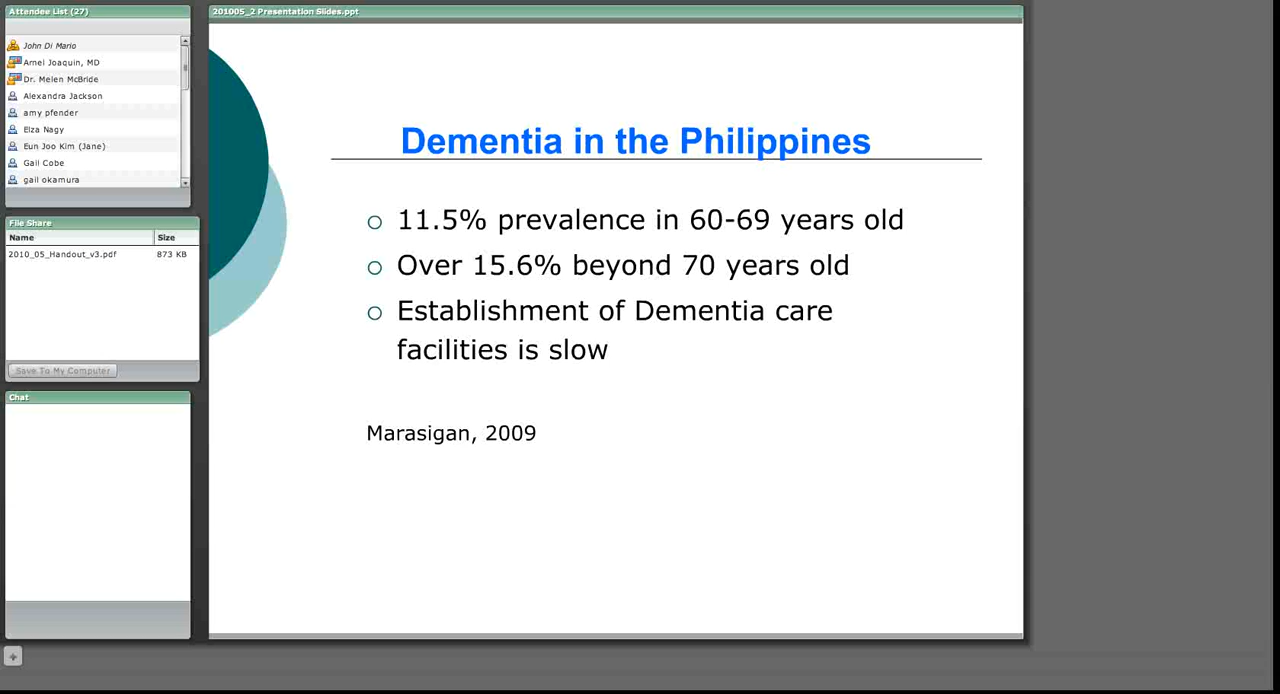 Attendee List (27)
John Di Mario
Arnel Joaquin, MD
Dr. Melen McBride
Alexandra Jackson
amy pfender
Elza Nagy
Eun Joo Kim (Jane)
Gail Cobe
gail okamura
File Share
Name Size
2010_05_Handout_v3.pdf 873 KB
Save To My Computer
Chat
201005_2 Presentation Slides.ppt
Dementia in the Philippines
11.5% prevalence in 60-69 years old
Over 15.6% beyond 70 years old
Establishment of Dementia care
facilities is slow
Marasigan, 2009